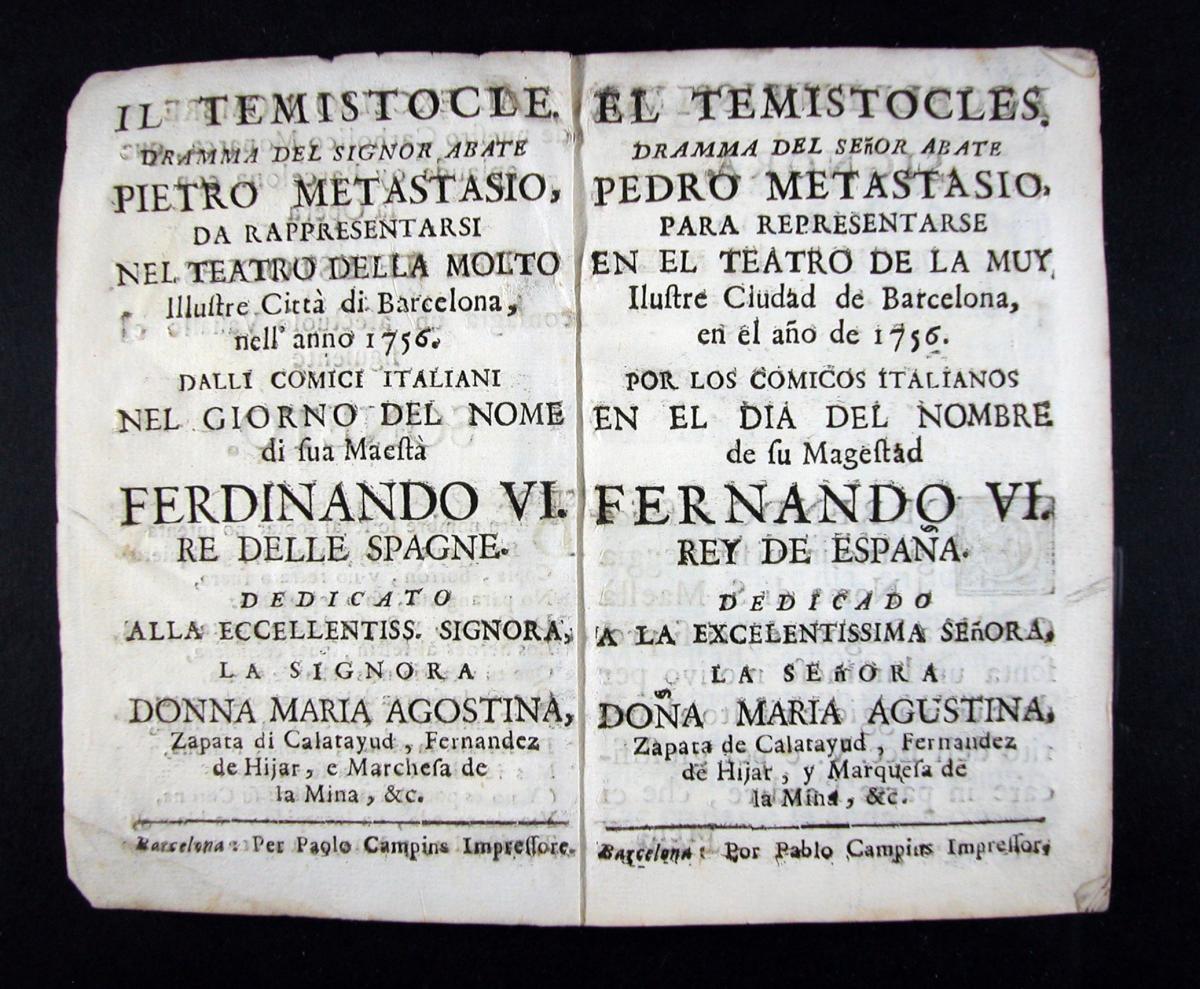 IL TEMISTOCLE.
DRAMMA DEL SIGNOR ABATE
PIETRO METASTASIO,
DA RAPPRESENTARSI
NEL TEATRO DELLA MOLTO
Illuſtre Città di Barcelona,
nell' anno 1756.
DALLI COMICI ITALIANI
NEL GIORNO DEL NOME
di ſua Maeſtà
FERDINANDO VI.
RE DELLE SPAGNE.
DEDICATO
ALLA ECCELLENTISS. SIGNORA,
LA SIGNORA
DONNA MARIA AGOSTINA,
Zapata di Calatayud, Fernandez
de Hijar, e Marcheſa de
la Mina, &c.
Barcelona: Per Paolo Campins Impreſſore.
EL TEMISTOCLES.
DRAMMA DEL SEñOR ABATE
PEDRO METASTASIO,
PARA REPRESENTARSE
EN EL TEATRO DE LA MUY
Iluſtre Ciudad de Barcelona,
en el año de 1756.
POR LOS COMICOS ITALIANOS
EN EL DIA DEL NOMBRE
de ſu Mageſtad
FERNANDO VI.
REY DE ESPAÑA.
DEDICADO
A LA EXCELENTISSIMA SEñORA,
LA SEñORA
DOÑA MARIA AGUSTINA,
Zapata de Calatayud, Fernandez
de Hijar, y Marqueſa de
la Mina, &c.
Barcelona: Por Pablo Campins Impreſſor,